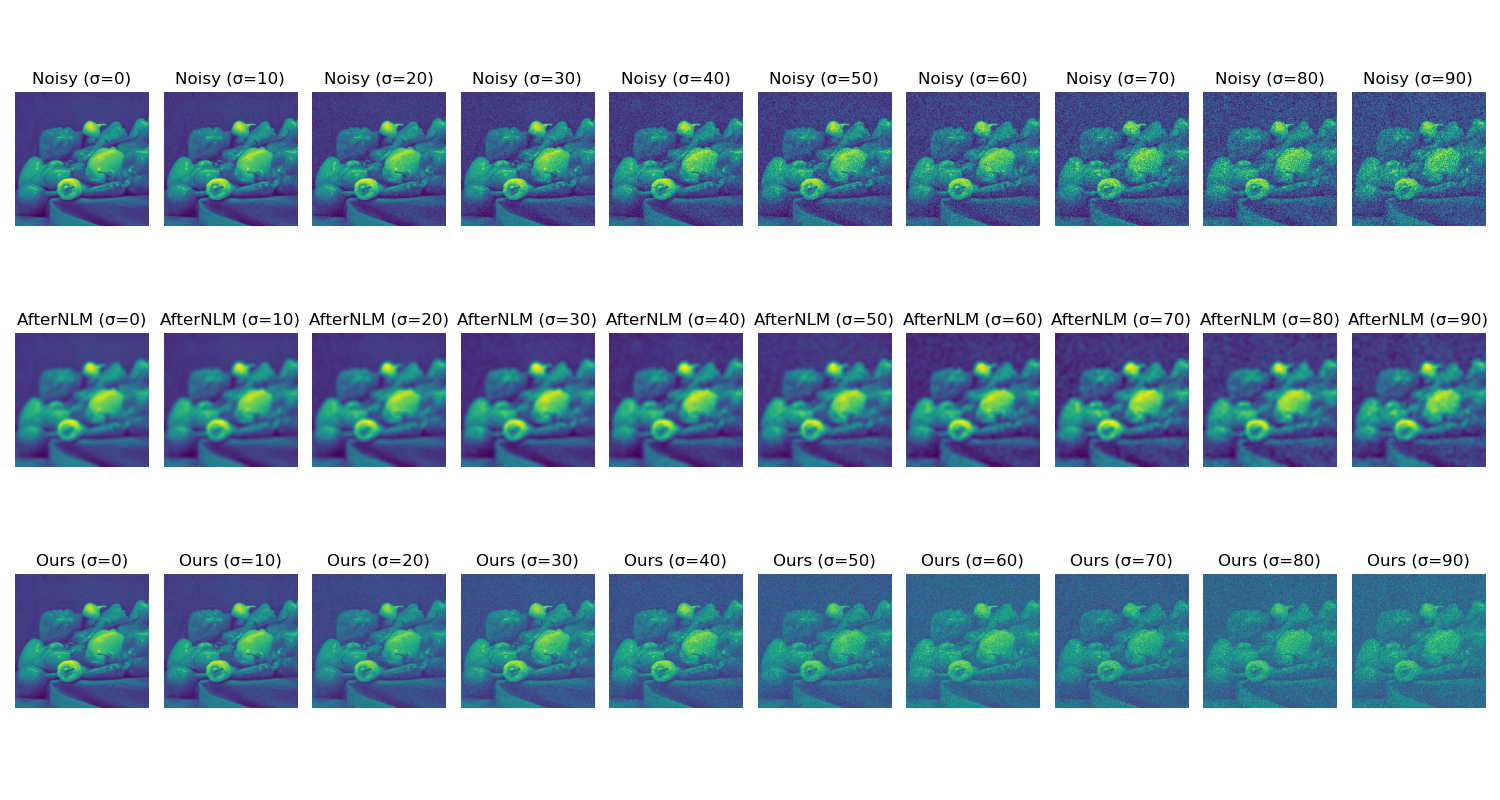 Noisy (σ=0) Noisy (σ=10) Noisy (σ=20) Noisy (σ=30) Noisy (σ=40) Noisy (σ=50) Noisy (σ=60) Noisy (σ=70) Noisy (σ=80) Noisy (σ=90)
AfterNLM (σ=0) AfterNLM (σ=10) AfterNLM (σ=20) AfterNLM (σ=30) AfterNLM (σ=40) AfterNLM (σ=50) AfterNLM (σ=60) AfterNLM (σ=70) AfterNLM (σ=80) AfterNLM (σ=90)
Ours (σ=0) Ours (σ=10) Ours (σ=20) Ours (σ=30) Ours (σ=40) Ours (σ=50) Ours (σ=60) Ours (σ=70) Ours (σ=80) Ours (σ=90)